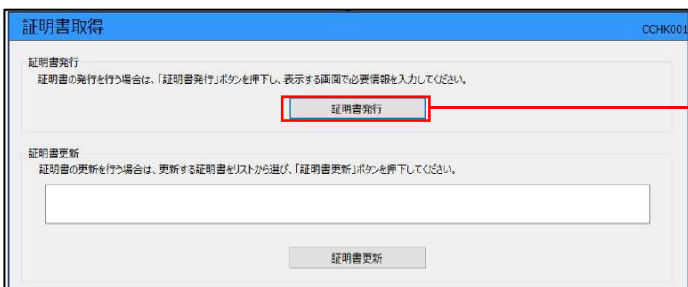 証明書取得
CCHK001
証明書発行
証明書の発行を行う場合は、「証明書発行」ボタンを押下し、表示する画面で必要情報を入力してください。
証明書発行
証明書更新
証明書の更新を行う場合は、更新する証明書をリストから選び、「証明書更新」ボタンを押下してください。
証明書更新